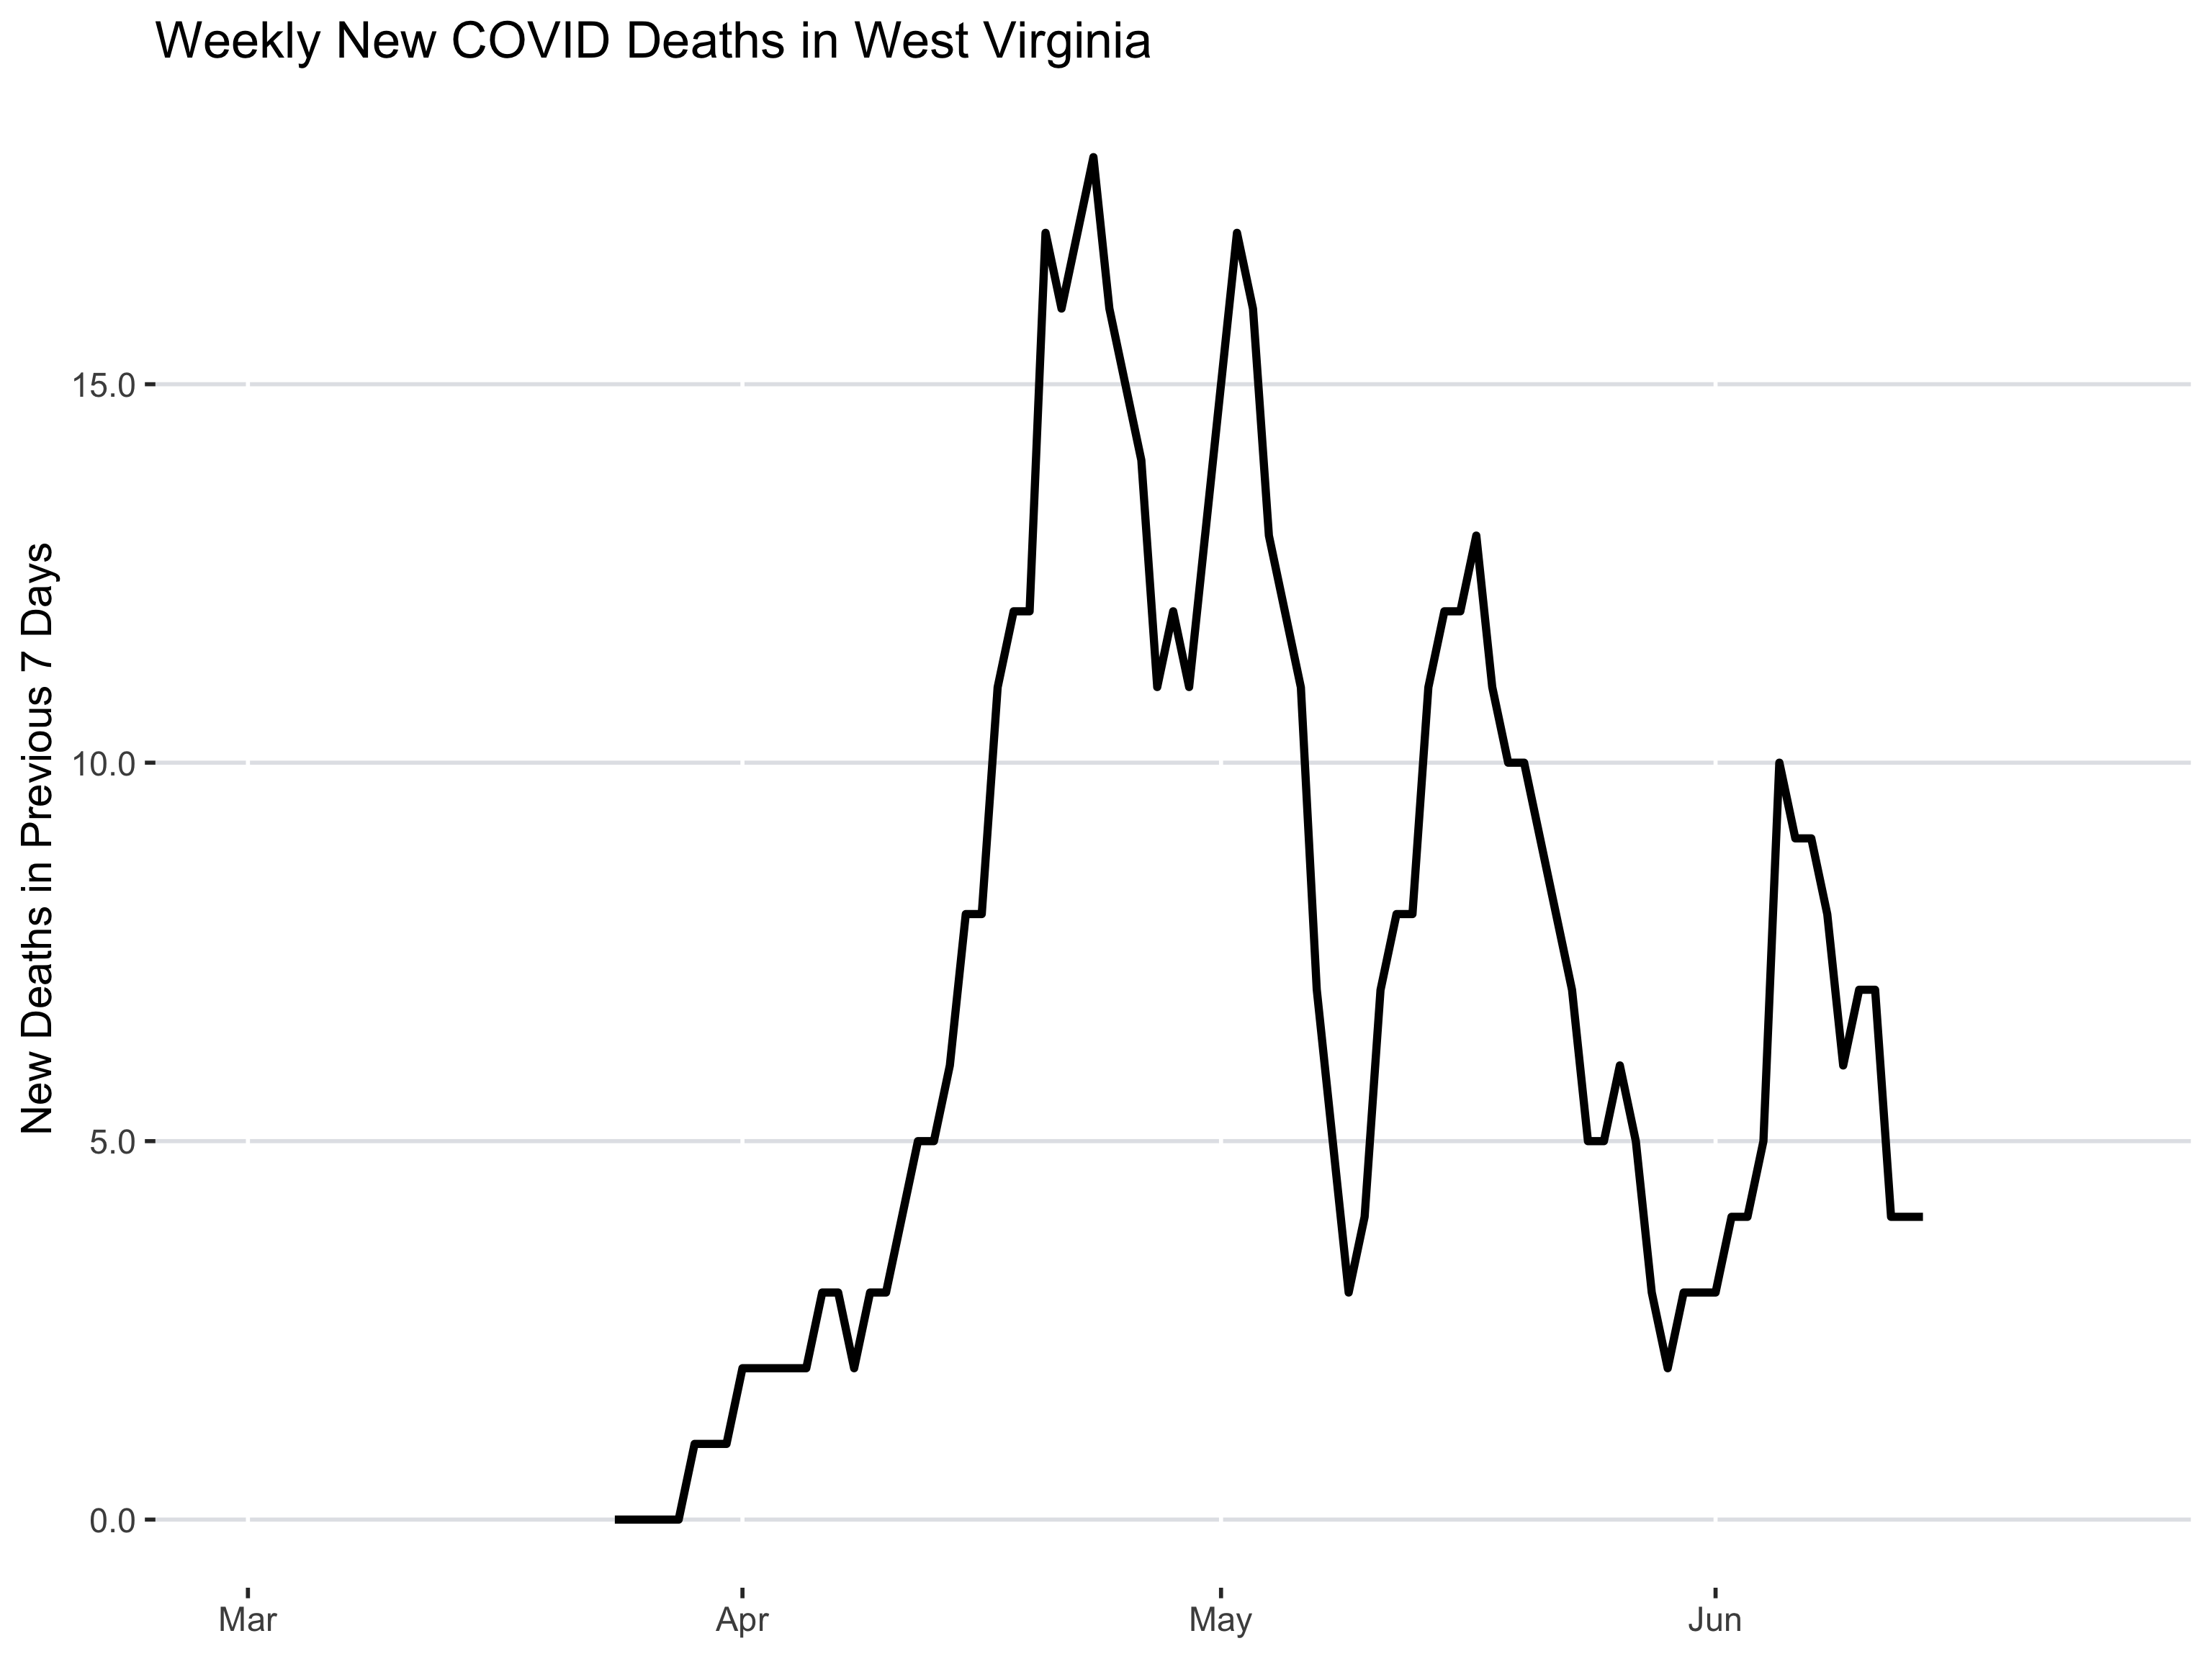 Weekly New COVID Deaths in West Virginia
New Deaths in Previous 7 Days
15.0
10.0
5.0
0.0
Mar
Apr
May
Jun